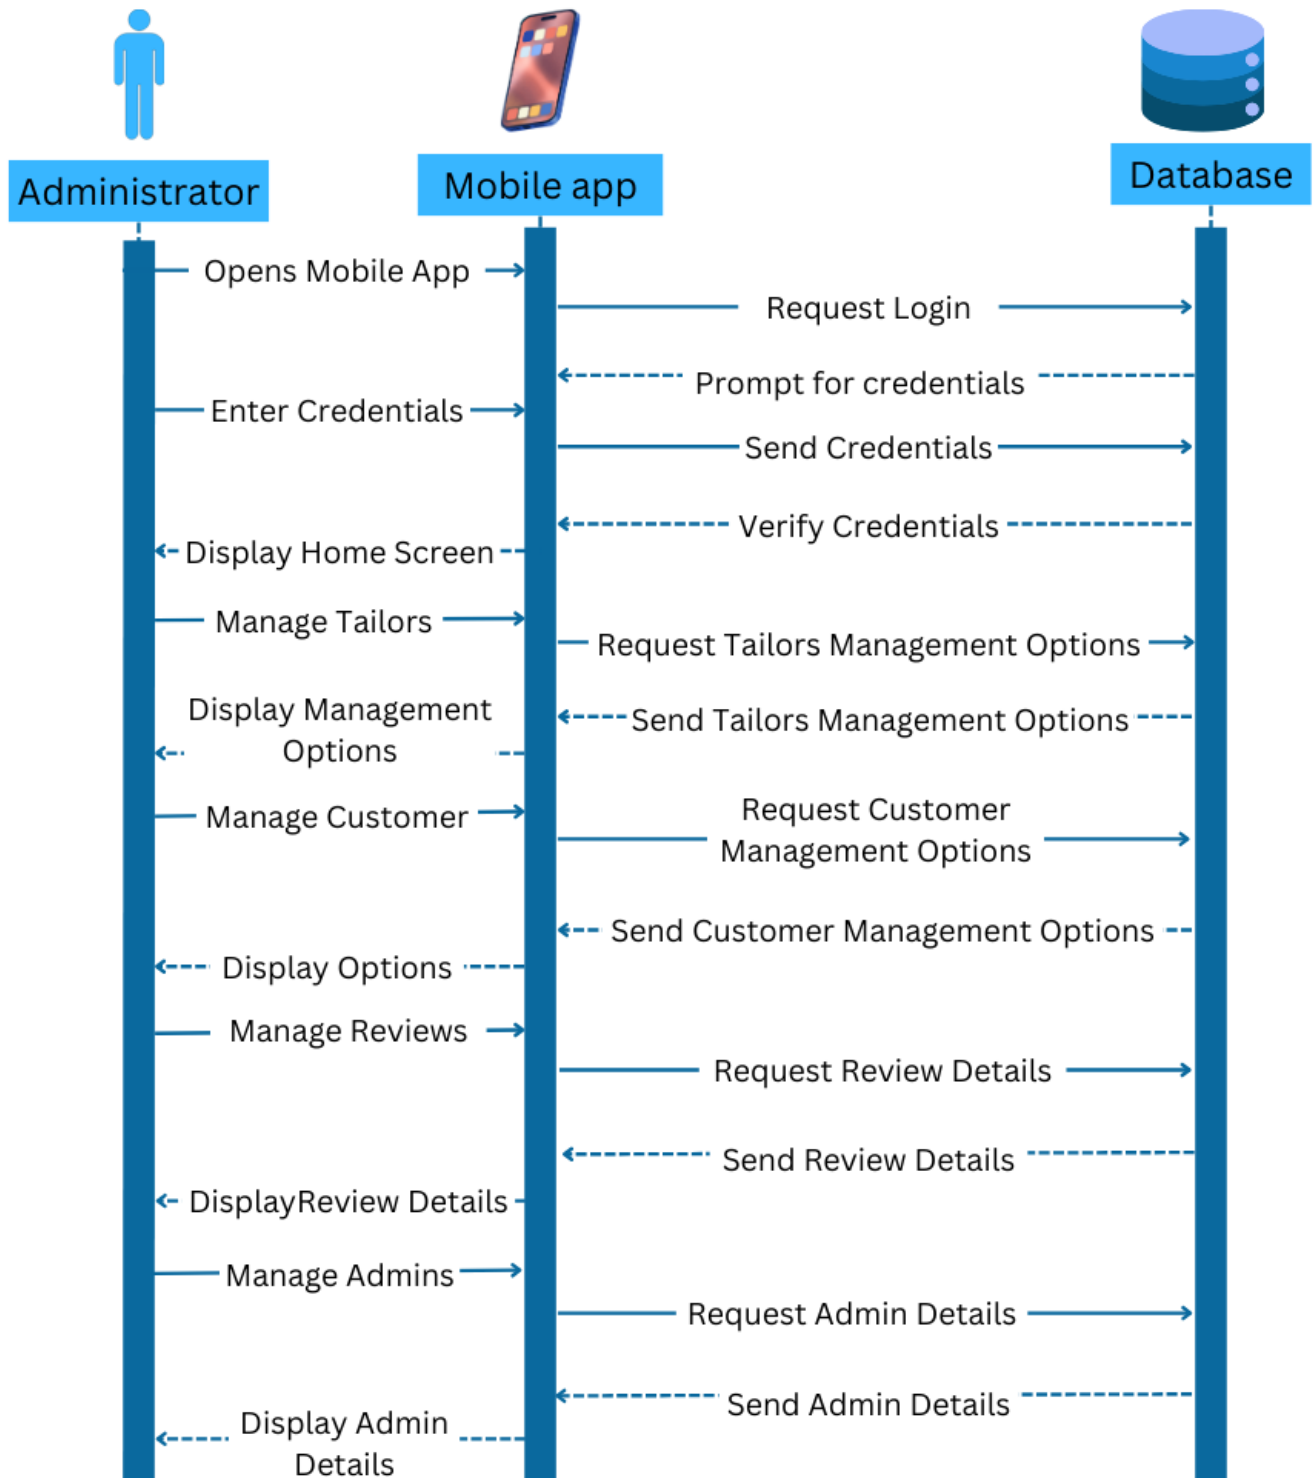 Administrator
Mobile app
Database
Opens Mobile App
Request Login
Prompt for credentials
Enter Credentials
Send Credentials
Verify Credentials
Display Home Screen
Manage Tailors
Request Tailors Management Options
Send Tailors Management Options
Display Management
Options
Manage Customer
Request Customer
Management Options
Send Customer Management Options
Display Options
Manage Reviews
Request Review Details
Send Review Details
DisplayReview Details
Manage Admins
Request Admin Details
Send Admin Details
Display Admin
Details